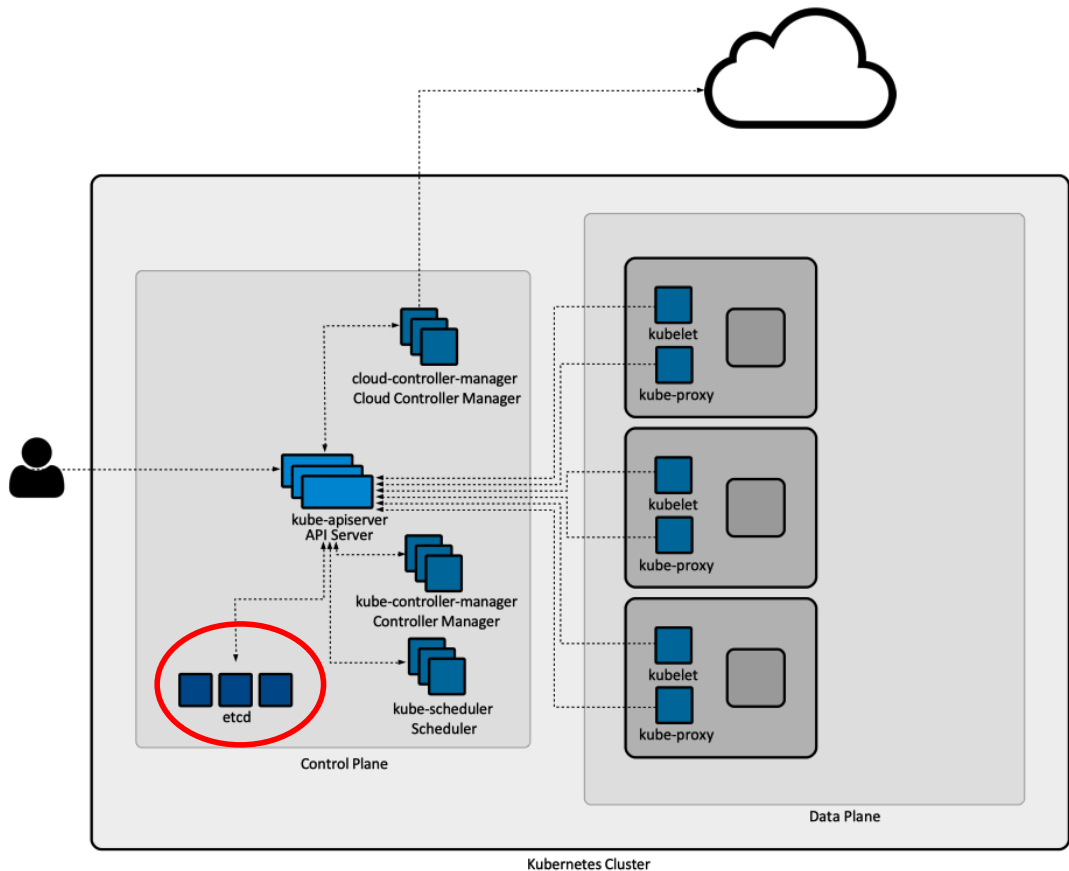 cloud-controller-manager
Cloud Controller Manager
kube-apiserver
API Server
kube-controller-manager
Controller Manager
etcd
kube-scheduler
Scheduler
Control Plane
kubelet
kube-proxy
kubelet
kube-proxy
kubelet
kube-proxy
Data Plane
Kubernetes Cluster